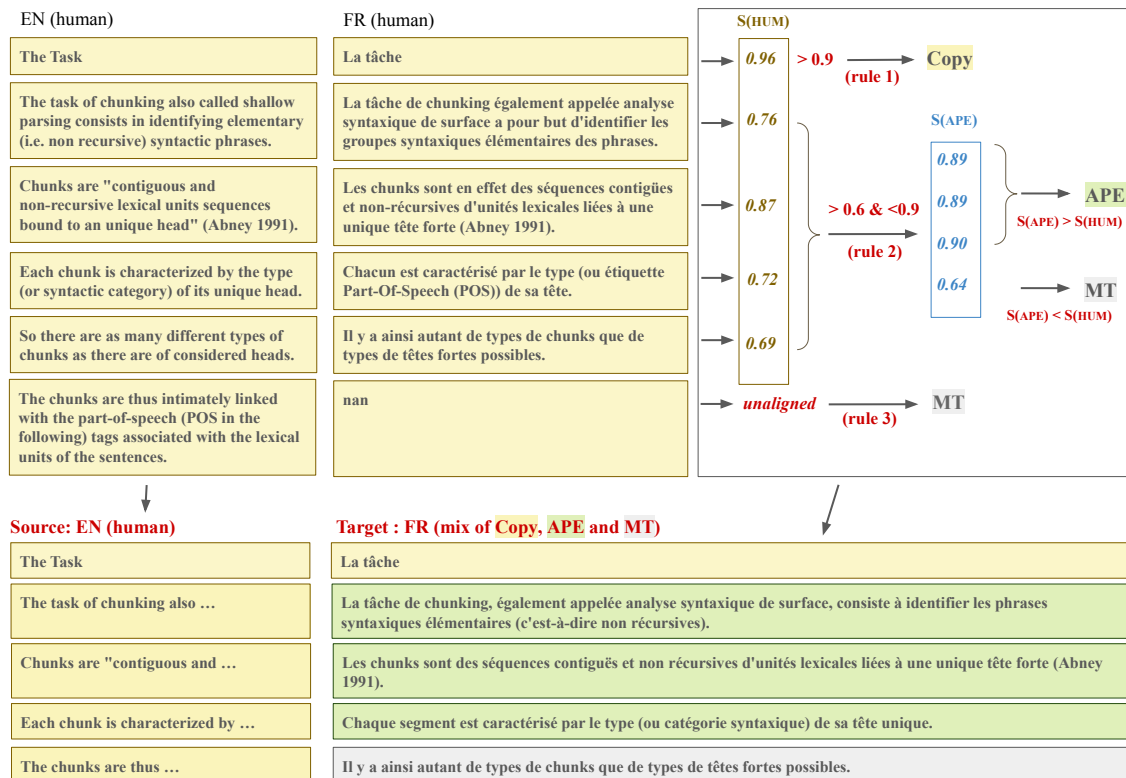 EN (human)
FR (human)
The Task
La tâche
The task of chunking also called shallow
parsing consists in identifying elementary
(i.e. non recursive) syntactic phrases.
La tâche de chunking également appelée analyse
syntaxique de surface a pour but d'identifier les
groupes syntaxiques élémentaires des phrases.
Chunks are "contiguous and
non-recursive lexical units sequences
bound to an unique head" (Abney 1991).
Les chunks sont en effet des séquences contigües
et non-récursives d'unités lexicales liées à une
unique tête forte (Abney 1991).
Each chunk is characterized by the type
(or syntactic category) of its unique head.
Chacun est caractérisé par le type (ou étiquette
Part-Of-Speech (POS)) de sa tête.
So there are as many different types of
chunks as there are of considered heads.
Il y a ainsi autant de types de chunks que de
types de têtes fortes possibles.
The chunks are thus intimately linked
with the part-of-speech (POS in the
following) tags associated with the lexical
units of the sentences.
nan
S(HUM)
0.96
> 0.9
(rule 1)
Copy
0.76
0.87
0.72
0.69
> 0.6 & <0.9
(rule 2)
S(APE)
0.89
0.89
0.90
0.64
APE
S(APE) > S(HUM)
MT
S(APE) < S(HUM)
unaligned
(rule 3)
MT
Source: EN (human)
Target : FR (mix of Copy, APE and MT)
The Task
La tâche
The task of chunking also …
La tâche de chunking, également appelée analyse syntaxique de surface, consiste à identifier les phrases
syntaxiques élémentaires (c'est-à-dire non récursives).
Chunks are "contiguous and …
Les chunks sont des séquences contiguës et non récursives d'unités lexicales liées à une unique tête forte (Abney
1991).
Each chunk is characterized by …
Chaque segment est caractérisé par le type (ou catégorie syntaxique) de sa tête unique.
The chunks are thus …
Il y a ainsi autant de types de chunks que de types de têtes fortes possibles.